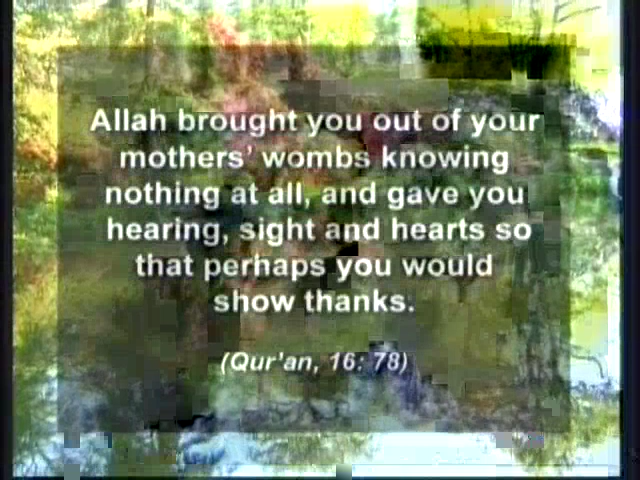 Allah brought you out of your
mothers' wombs knowing
nothing at all, and gave you
hearing, sight and hearts so
that perhaps you would
show thanks.
(Qur'an, 16: 78)